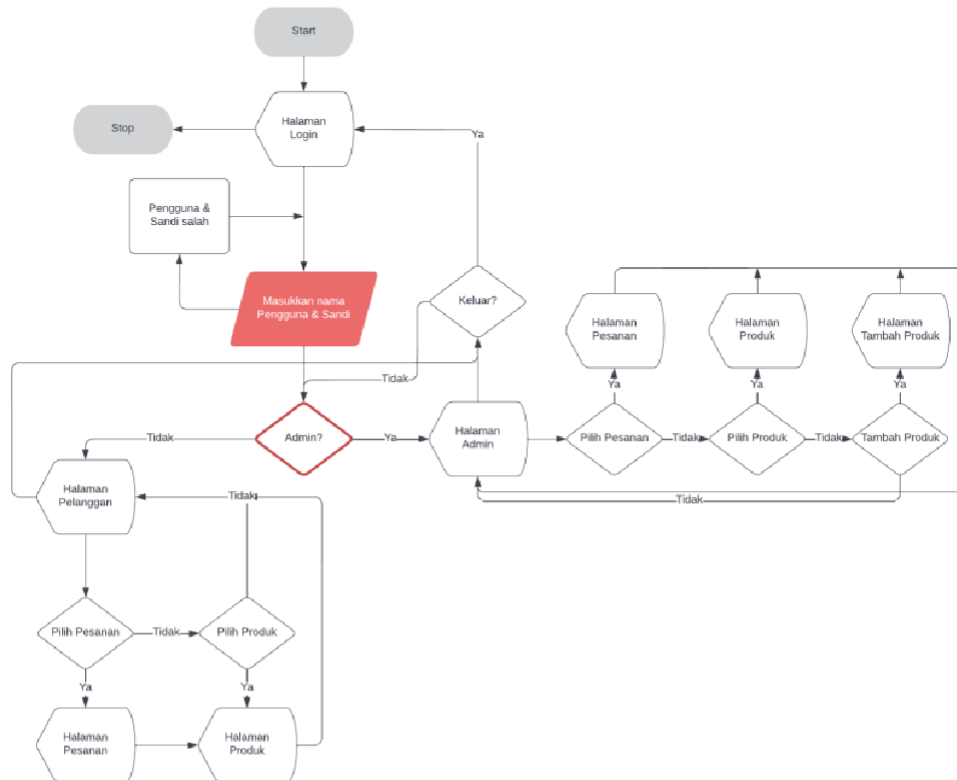 Start
Halaman
Login
Stop
Ya
Pengguna &
Sandi salah
Masukkan nama
Pengguna & Sandi
Keluar?
Halaman
Pesanan
Halaman
Produk
Halaman
Tambah Produk
Tidak
Ya
Ya
Ya
Tidak
Admin?
Ya
Halaman
Admin
Pilih Pesanan
Tidak
Pilih Produk
Tidak
Tambah Produk
Halaman
Pelanggan
Tidak
Tidak
Pilih Pesanan
Tidak
Pilih Produk
Ya
Ya
Halaman
Pesanan
Halaman
Produk